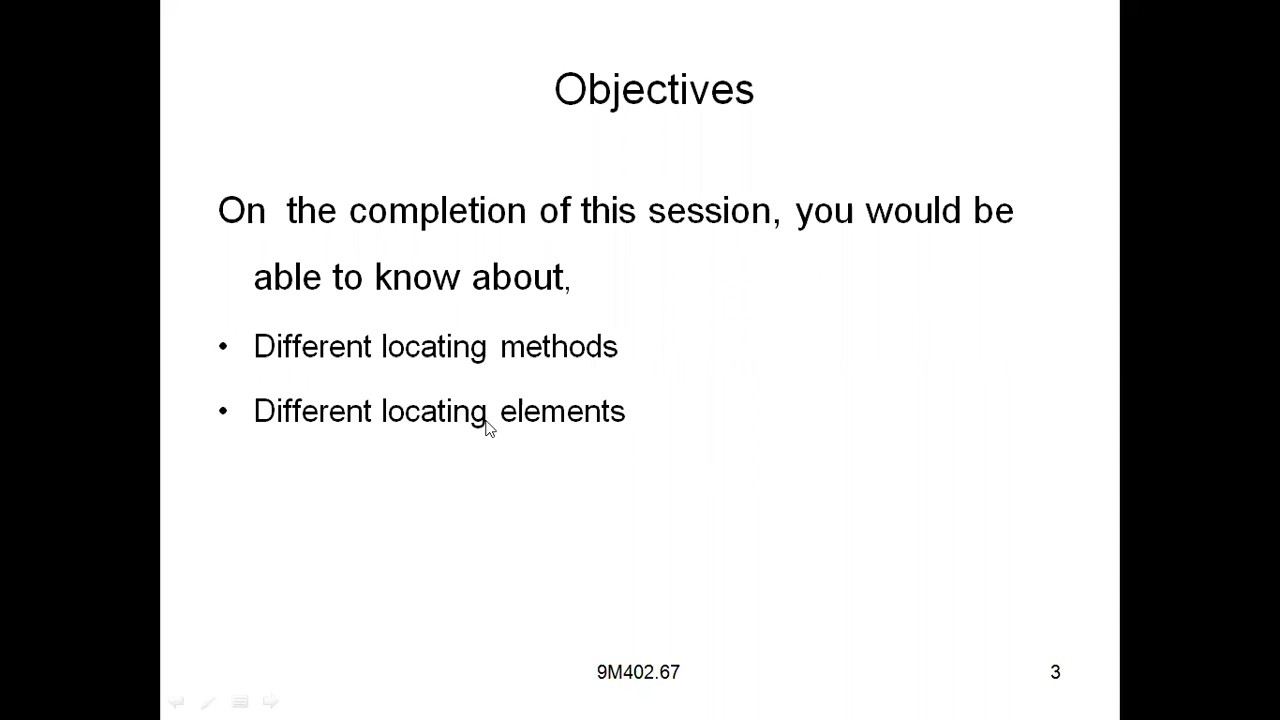 Objectives
On the completion of this session, you would be
able to know about,
• Different locating methods
• Different locating elements
9M402.67
3